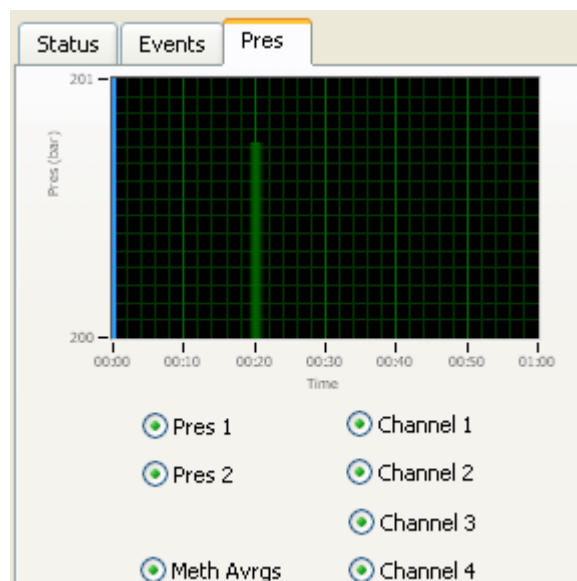 Status Events Pres
201
Pres (bar)
200
00:00 00:10 00:20 00:30 00:40 00:50 01:00
Time
Pres 1 Channel 1
Pres 2 Channel 2
Channel 3
Meth Avrgs Channel 4